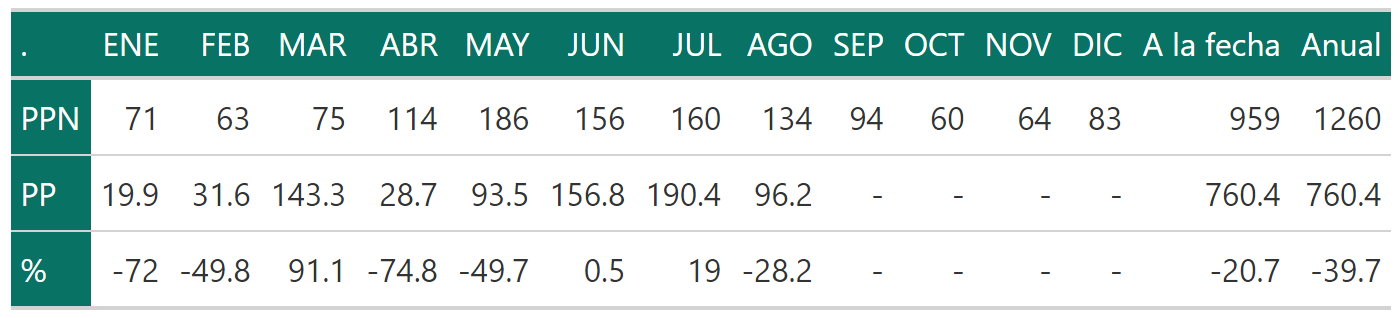 . ENE FEB MAR ABR MAY JUN JUL AGO SEP OCT NOV DIC A la fecha Anual
PPN 71 63 75 114 186 156 160 134 94 60 64 83 959 1260
PP 19.9 31.6 143.3 28.7 93.5 156.8 190.4 96.2 - - - - 760.4 760.4
% -72 -49.8 91.1 -74.8 -49.7 0.5 19 -28.2 - - - - -20.7 -39.7